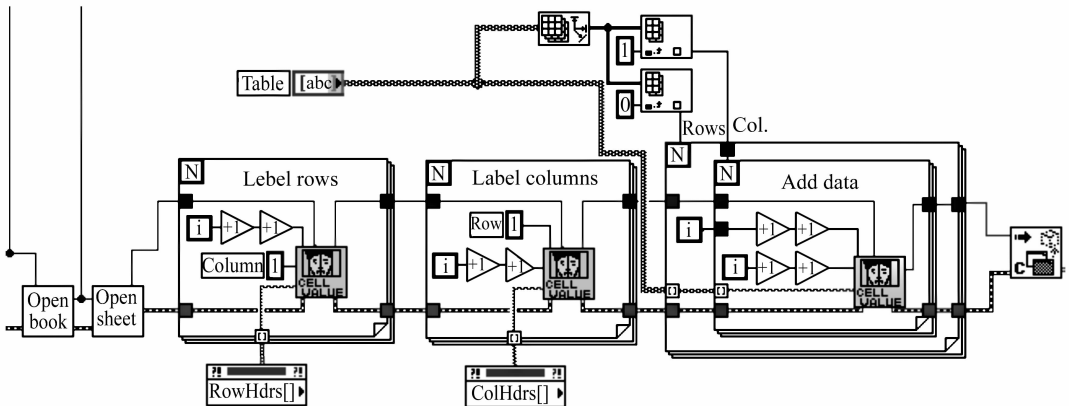 Table
[abc]
1
0
Rows
Col.
N
Lebel rows
i
+1
+1
Column
1
CELL
VALUE
N
Label columns
Row
1
i
+1
+1
CELL
VALUE
N
N
Add data
i
+1
+1
i
+1
+1
CELL
VALUE
C
Open
book
Open
sheet
[]
[]
[]
[]
?!
?!
RowHdrs[]
?!
?!
ColHdrs[]